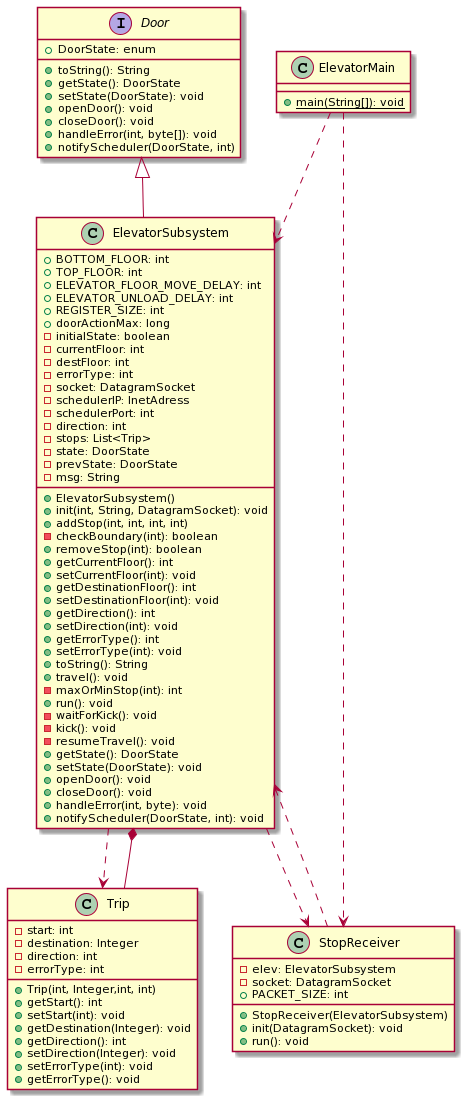 I Door
DoorState: enum
toString(): String
getState(): DoorState
setState(DoorState): void
openDoor(): void
closeDoor(): void
handleError(int, byte[]): void
notifyScheduler(DoorState, int)
C ElevatorMain
main(String[]): void
C ElevatorSubsystem
BOTTOM_FLOOR: int
TOP_FLOOR: int
ELEVATOR_FLOOR_MOVE_DELAY: int
ELEVATOR_UNLOAD_DELAY: int
REGISTER_SIZE: int
doorActionMax: long
initialState: boolean
currentFloor: int
destFloor: int
errorType: int
socket: DatagramSocket
schedulerIP: InetAdress
schedulerPort: int
direction: int
stops: List<Trip>
state: DoorState
prevState: DoorState
msg: String
ElevatorSubsystem()
init(int, String, DatagramSocket): void
addStop(int, int, int, int)
checkBoundary(int): boolean
removeStop(int): boolean
getCurrentFloor(): int
setCurrentFloor(int): void
getDestinationFloor(): int
setDestinationFloor(int): void
getDirection(): int
setDirection(int): void
getErrorType(): int
setErrorType(int): void
toString(): String
travel(): void
maxOrMinStop(int): int
run(): void
waitForKick(): void
kick(): void
resumeTravel(): void
getState(): DoorState
setState(DoorState): void
openDoor(): void
closeDoor(): void
handleError(int, byte): void
notifyScheduler(DoorState, int): void
C Trip
start: int
destination: Integer
direction: int
errorType: int
Trip(int, Integer,int, int)
getStart(): int
setStart(int): void
getDestination(Integer): void
getDirection(): int
setDirection(Integer): void
setErrorType(int): void
getErrorType(): void
C StopReceiver
elev: ElevatorSubsystem
socket: DatagramSocket
PACKET_SIZE: int
StopReceiver(ElevatorSubsystem)
init(DatagramSocket): void
run(): void